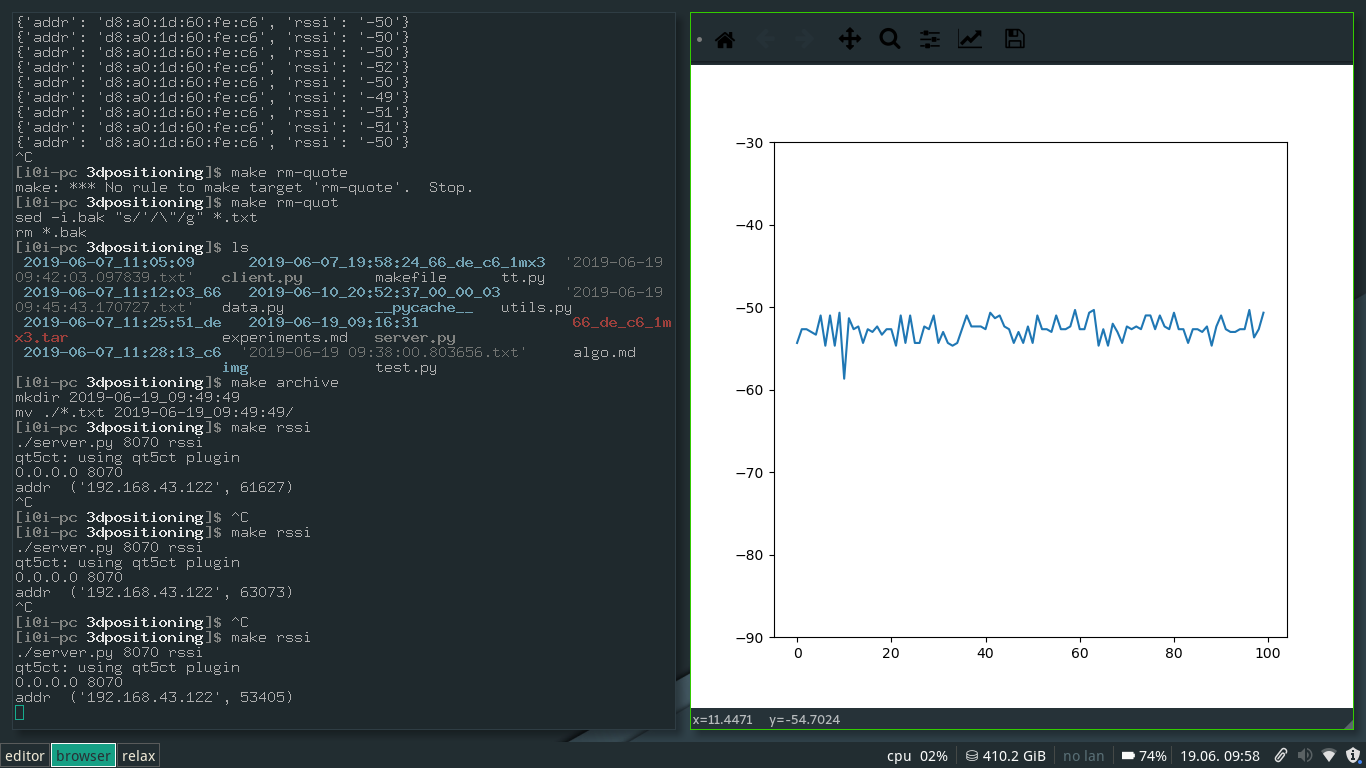 {'addr': 'd8:a0:1d:60:fe:c6', 'rssi': '-50'}
{'addr': 'd8:a0:1d:60:fe:c6', 'rssi': '-50'}
{'addr': 'd8:a0:1d:60:fe:c6', 'rssi': '-50'}
{'addr': 'd8:a0:1d:60:fe:c6', 'rssi': '-52'}
{'addr': 'd8:a0:1d:60:fe:c6', 'rssi': '-50'}
{'addr': 'd8:a0:1d:60:fe:c6', 'rssi': '-49'}
{'addr': 'd8:a0:1d:60:fe:c6', 'rssi': '-51'}
{'addr': 'd8:a0:1d:60:fe:c6', 'rssi': '-51'}
{'addr': 'd8:a0:1d:60:fe:c6', 'rssi': '-50'}
^C
[i@i-pc 3dpositioning]$ make rm-quote
make: *** No rule to make target 'rm-quote'.  Stop.
[i@i-pc 3dpositioning]$ make rm-quot
sed -i.bak "s/'/\"/g" *.txt
rm *.bak
[i@i-pc 3dpositioning]$ ls
2019-06-07_11:05:09   2019-06-07_19:58:24_66_de_c6_1mx3  '2019-06-19
09:42:03.097839.txt'   client.py   makefile   tt.py
2019-06-07_11:12:03_66   2019-06-10_20:52:37_00_00_03   '2019-06-19
09:45:43.170727.txt'   data.py   __pycache__   utils.py
2019-06-07_11:25:51_de   2019-06-19_09:16:31   66_de_c6_1m
x3.tar   experiments.md   server.py
2019-06-07_11:28:13_c6  '2019-06-19 09:38:00.803656.txt'   algo.md
img   test.py
[i@i-pc 3dpositioning]$ make archive
mkdir 2019-06-19_09:49:49
mv ./*.txt 2019-06-19_09:49:49/
[i@i-pc 3dpositioning]$ make rssi
./server.py 8070 rssi
qt5ct: using qt5ct plugin
0.0.0.0 8070
addr  ('192.168.43.122', 61627)
^C
[i@i-pc 3dpositioning]$ ^C
[i@i-pc 3dpositioning]$ make rssi
./server.py 8070 rssi
qt5ct: using qt5ct plugin
0.0.0.0 8070
addr  ('192.168.43.122', 63073)
^C
[i@i-pc 3dpositioning]$ ^C
[i@i-pc 3dpositioning]$ make rssi
./server.py 8070 rssi
qt5ct: using qt5ct plugin
0.0.0.0 8070
addr  ('192.168.43.122', 53405)
−30
−40
−50
−60
−70
−80
−90
0 20 40 60 80 100
x=11.4471 y=-54.7024
editor browser relax
cpu 02% 410.2 GiB no lan 74% 19.06. 09:58